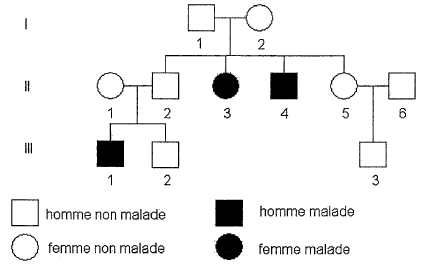 I
1 2
II
1 2 3 4 5 6
III
1 2 3
homme non malade homme malade
femme non malade femme malade